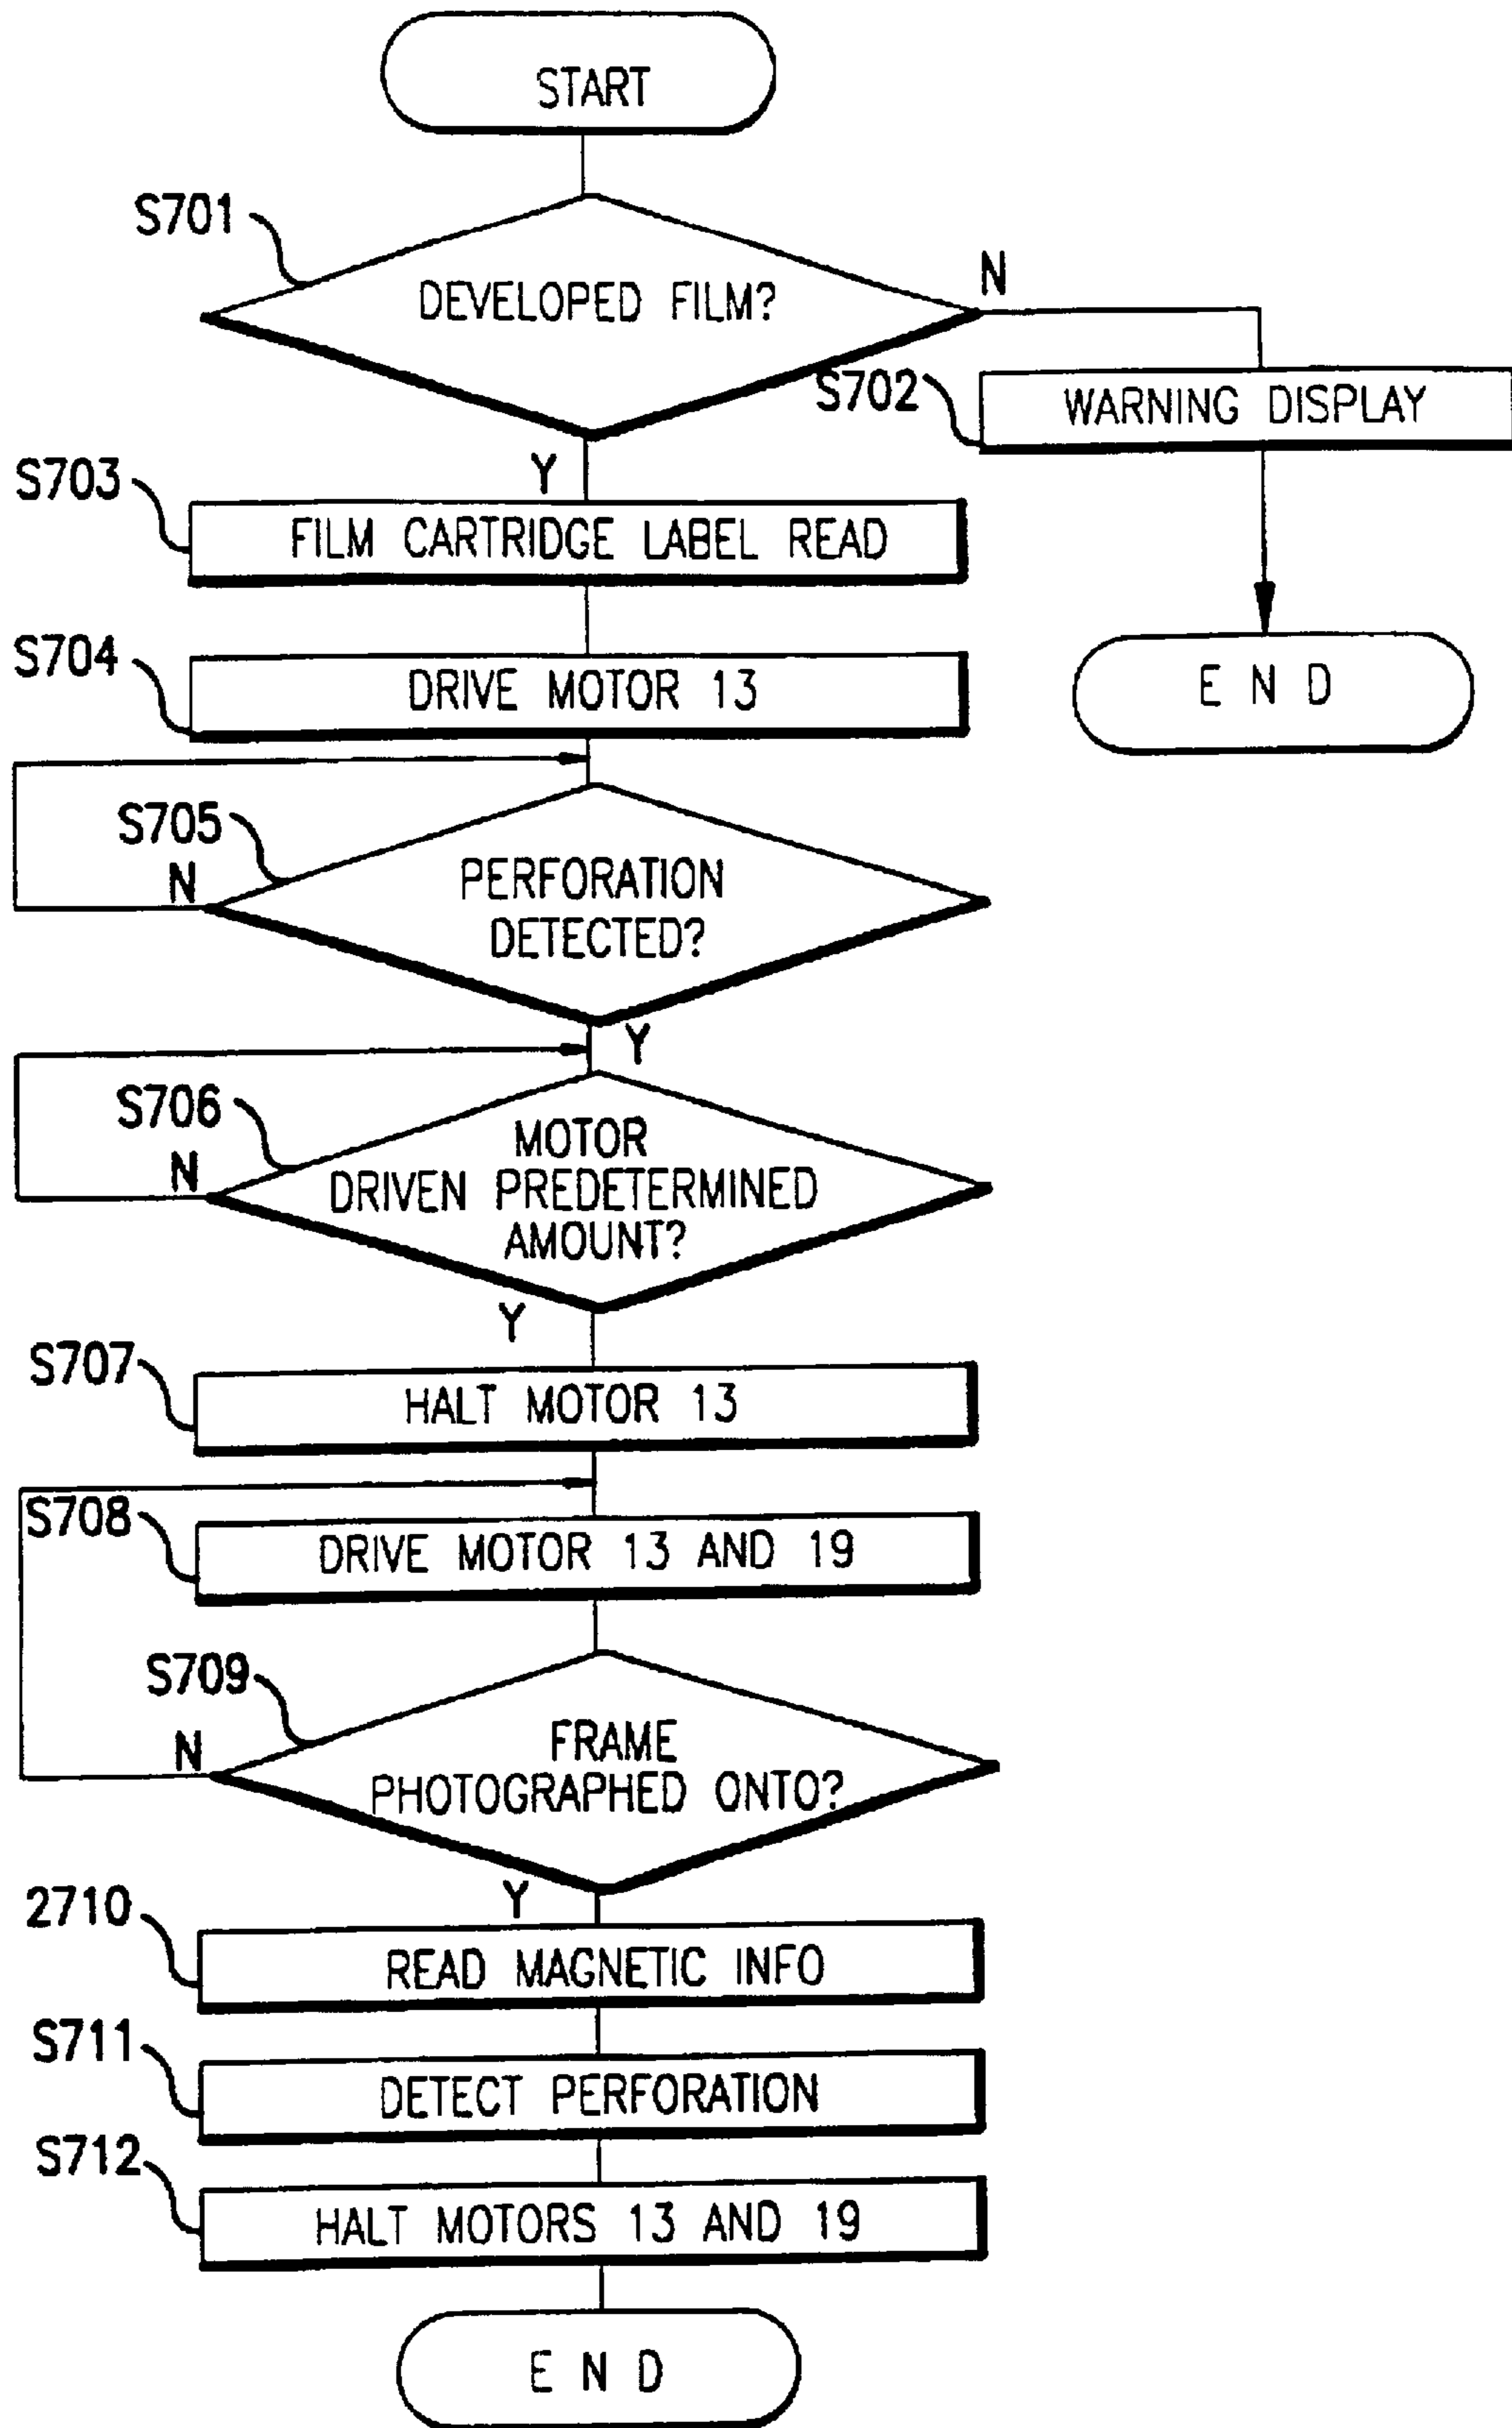 START
S701
DEVELOPED FILM?
N
S702
WARNING DISPLAY
END
Y
S703
FILM CARTRIDGE LABEL READ
S704
DRIVE MOTOR 13
S705
N
PERFORATION
DETECTED?
Y
S706
N
MOTOR
DRIVEN PREDETERMINED
AMOUNT?
Y
S707
HALT MOTOR 13
S708
DRIVE MOTOR 13 AND 19
S709
N
FRAME
PHOTOGRAPHED ONTO?
Y
2710
READ MAGNETIC INFO
S711
DETECT PERFORATION
S712
HALT MOTORS 13 AND 19
END